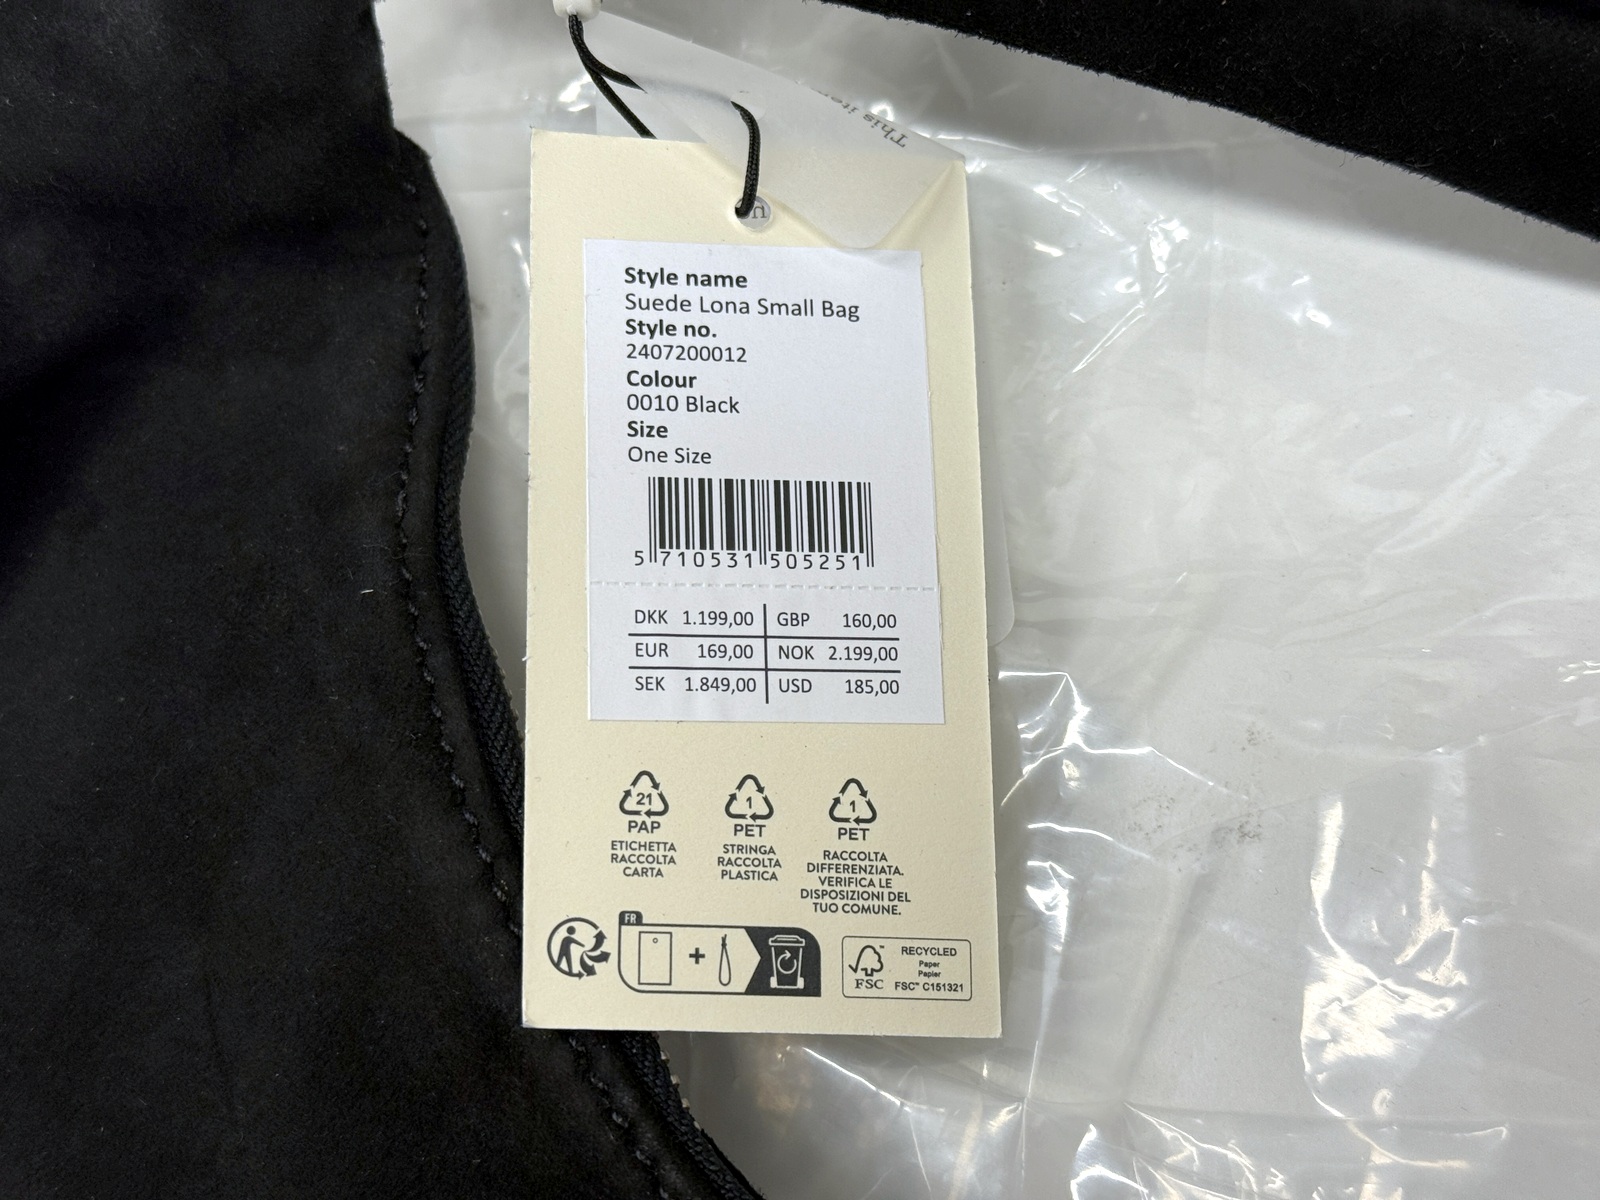 This
Style name
Suede Lona Small Bag
Style no.
2407200012
Colour
0010 Black
Size
One Size
5 710531 505251
DKK 1.199,00 GBP 160,00
EUR 169,00 NOK 2.199,00
SEK 1.849,00 USD 185,00
21 1 1
PAP PET PET
ETICHETTA
RACCOLTA
CARTA
STRINGA
RACCOLTA
PLASTICA
RACCOLTA
DIFFERENZIATA.
VERIFICA LE
DISPOSIZIONI DEL
TUO COMUNE.
FR
+
FSC™
RECYCLED
Paper
Papier
FSC™ C151321